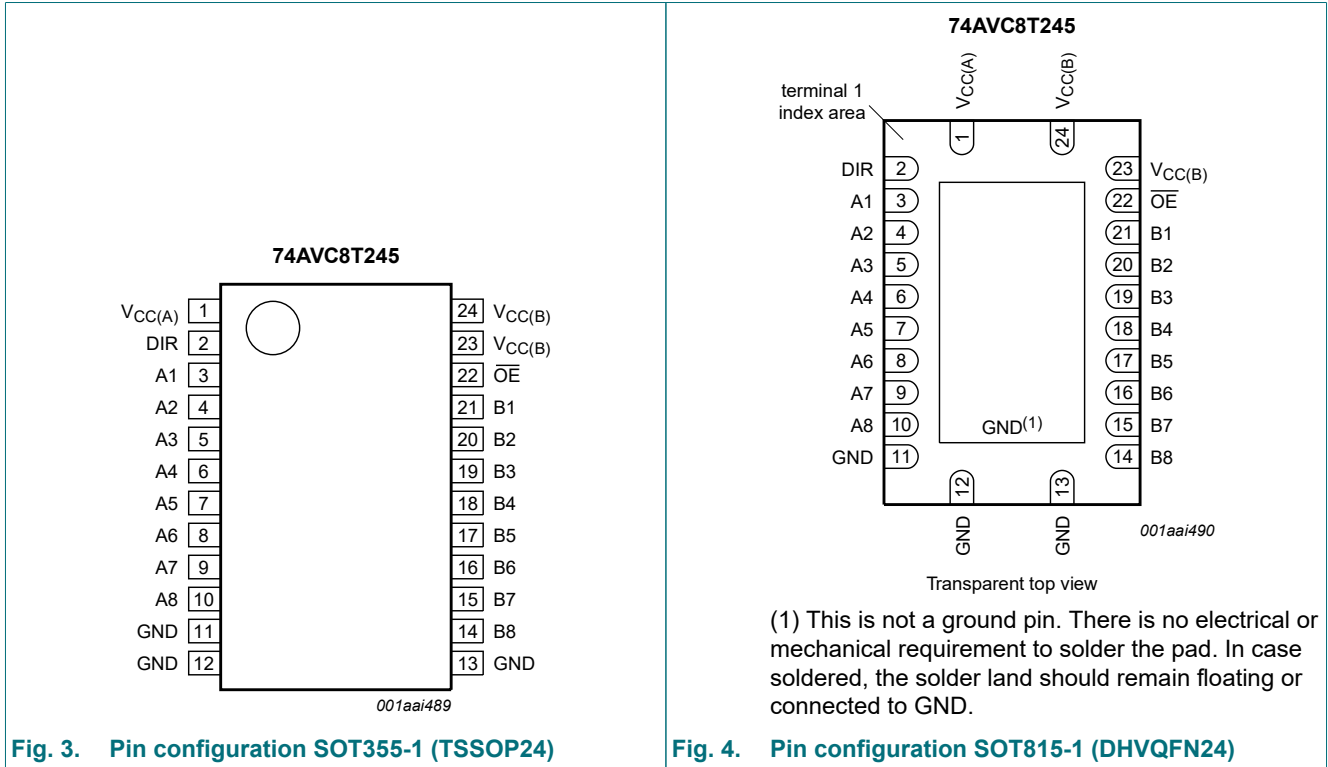 74AVC8T245
VCC(A) 1
DIR 2
A1 3
A2 4
A3 5
A4 6
A5 7
A6 8
A7 9
A8 10
GND 11
GND 12
24 VCC(B)
23 VCC(B)
22 OE
21 B1
20 B2
19 B3
18 B4
17 B5
16 B6
15 B7
14 B8
13 GND
001aai489
Fig. 3. Pin configuration SOT355-1 (TSSOP24)
74AVC8T245
terminal 1
index area
VCC(A)
1
VCC(B)
24
DIR 2
A1 3
A2 4
A3 5
A4 6
A5 7
A6 8
A7 9
A8 10
GND 11
23 VCC(B)
22 OE
21 B1
20 B2
19 B3
18 B4
17 B5
16 B6
15 B7
14 B8
GND(1)
12
GND
13
GND
001aai490
Transparent top view
(1) This is not a ground pin. There is no electrical or
mechanical requirement to solder the pad. In case
soldered, the solder land should remain floating or
connected to GND.
Fig. 4. Pin configuration SOT815-1 (DHVQFN24)